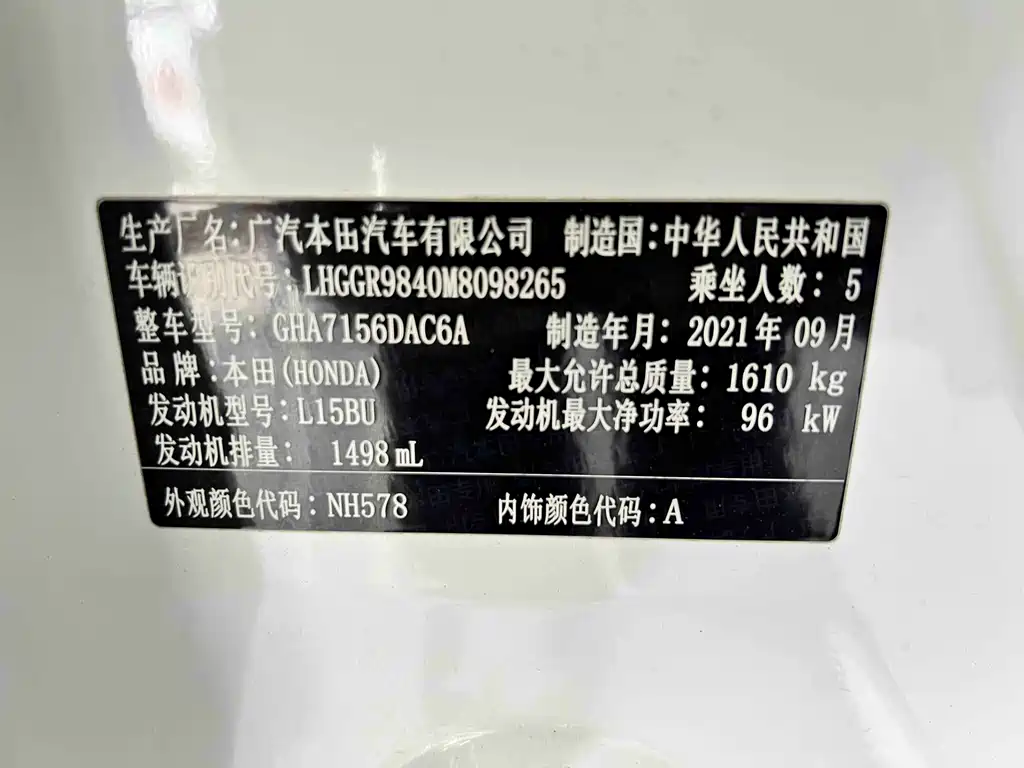 生产厂名:广汽本田汽车有限公司 制造国:中华人民共和国
车辆识别代号:LHGGR9840M8098265 乘坐人数:5
整车型号:GHA7156DAC6A 制造年月:2021年09月
品牌:本田(HONDA) 最大允许总质量:1610 kg
发动机型号:L15BU 发动机最大净功率:96 kW
发动机排量:1498 mL
外观颜色代码:NH578 内饰颜色代码:A